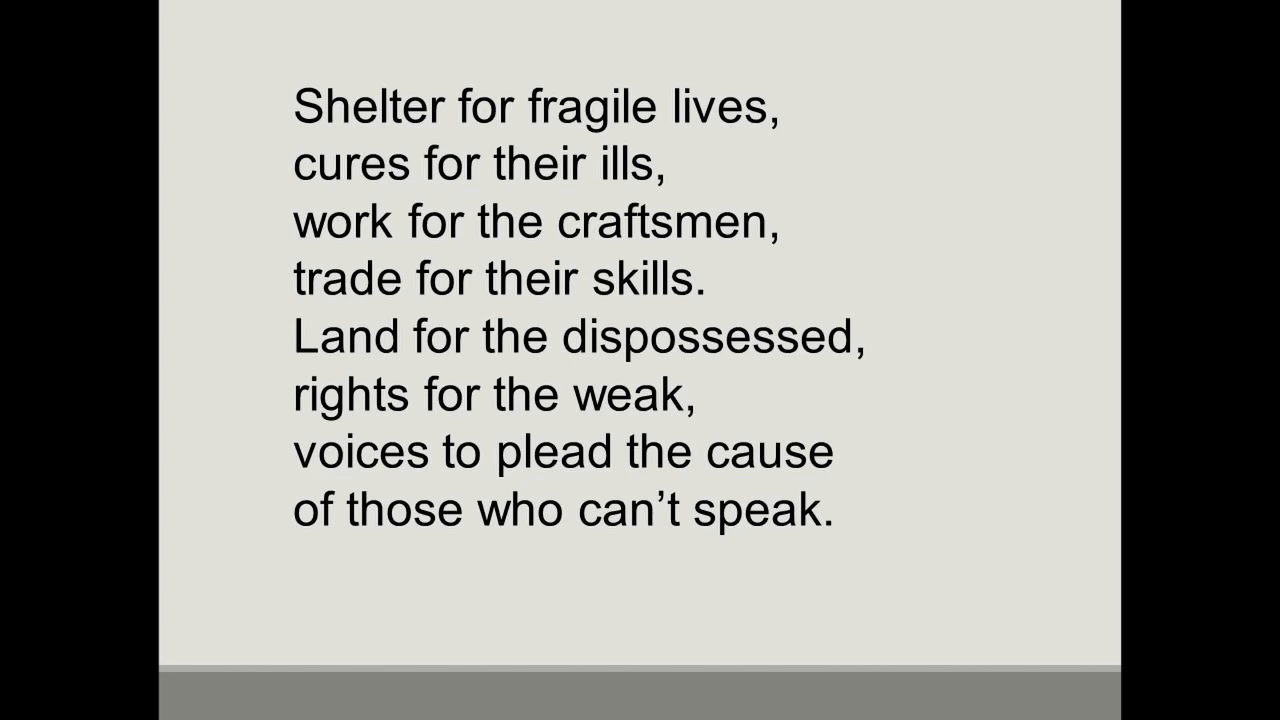 Shelter for fragile lives,
cures for their ills,
work for the craftsmen,
trade for their skills.
Land for the dispossessed,
rights for the weak,
voices to plead the cause
of those who can’t speak.